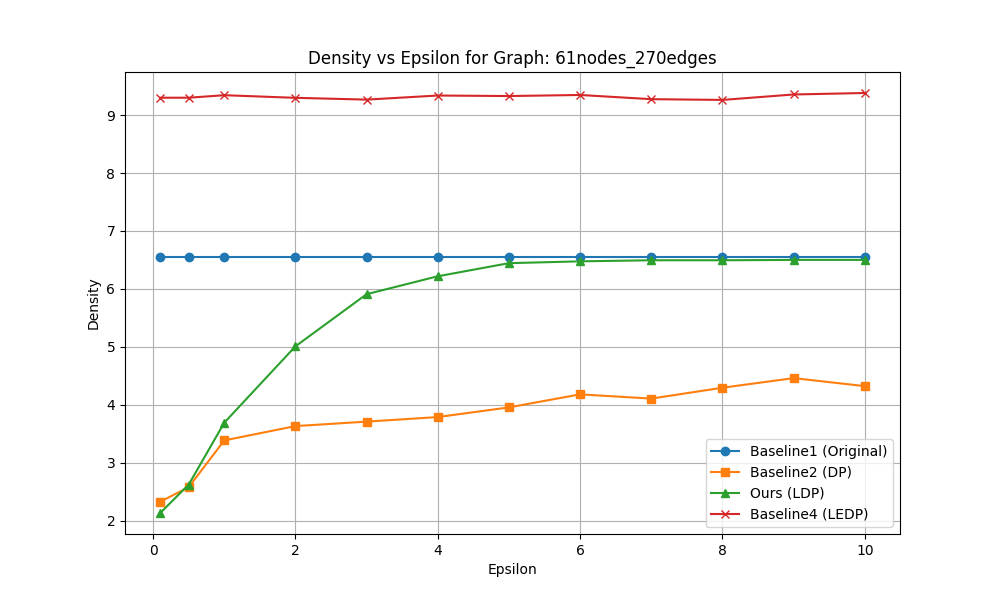 Density vs Epsilon for Graph: 61nodes_270edges
Density
9
8
7
6
5
4
3
2
0 2 4 6 8 10
Epsilon
Baseline1 (Original)
Baseline2 (DP)
Ours (LDP)
Baseline4 (LEDP)